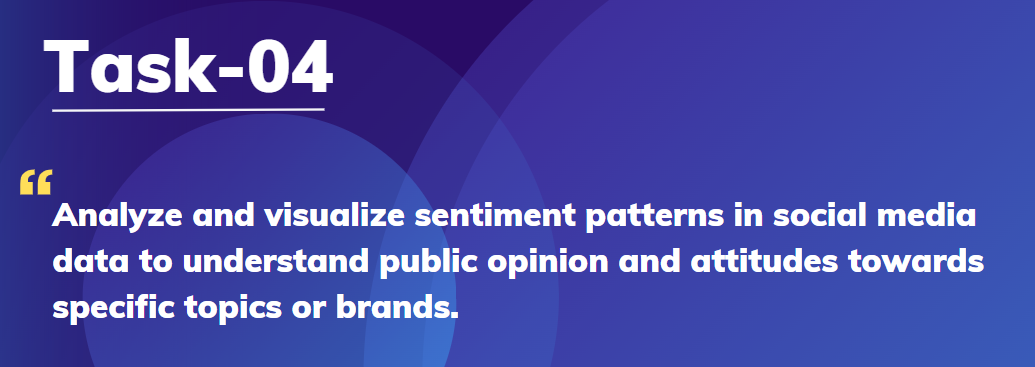 Task-04
“
Analyze and visualize sentiment patterns in social media
data to understand public opinion and attitudes towards
specific topics or brands.